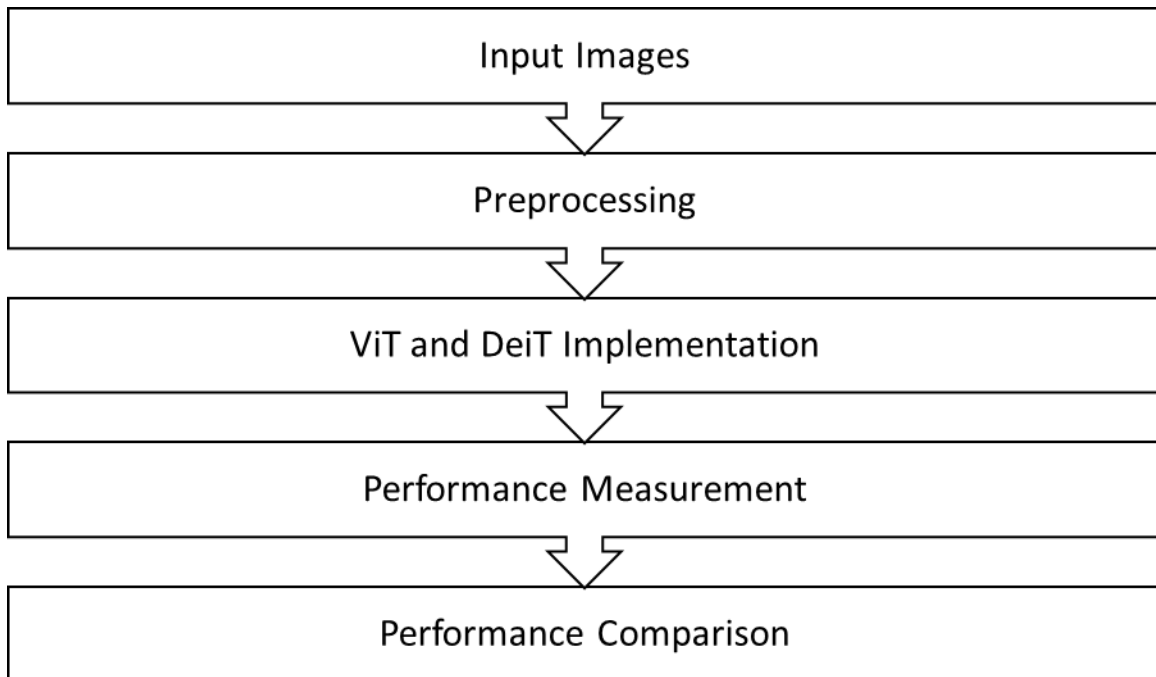 Input Images
Preprocessing
ViT and DeiT Implementation
Performance Measurement
Performance Comparison